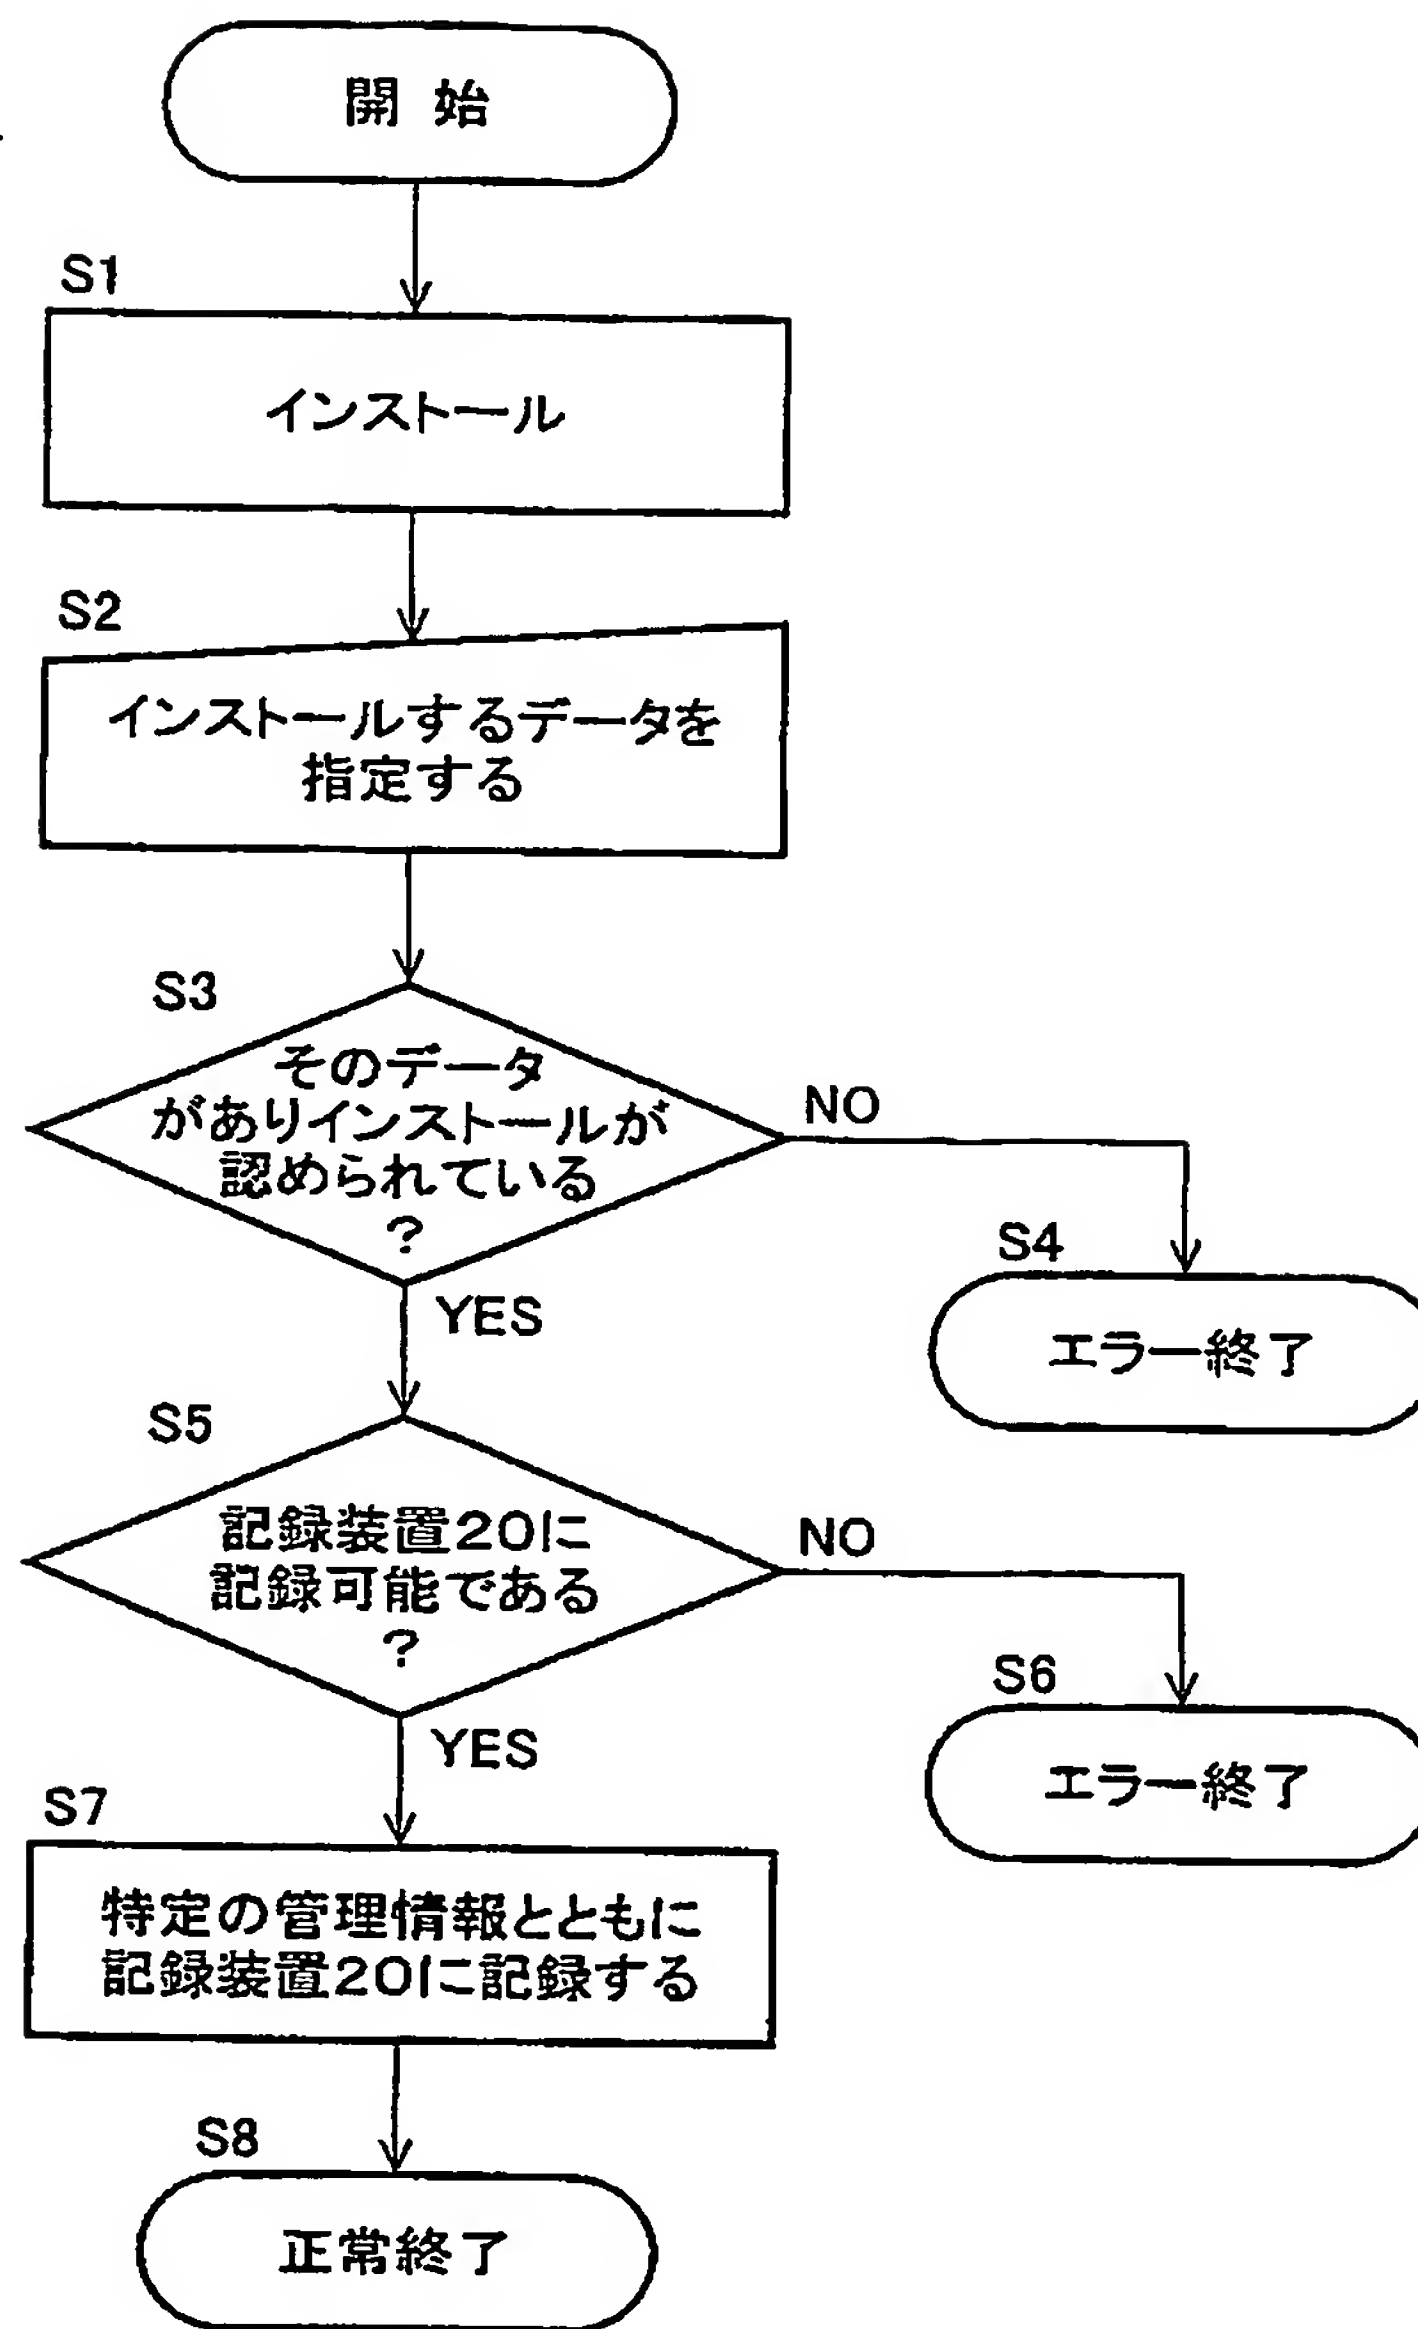 開 始
S1
インストール
S2
インストールするデータを
指定する
S3
そのデータ
がありインストールが
認められている
?
NO
YES
S4
エラー終了
S5
記録装置20に
記録可能である
?
NO
YES
S6
エラー終了
S7
特定の管理情報とともに
記録装置20に記録する
S8
正常終了